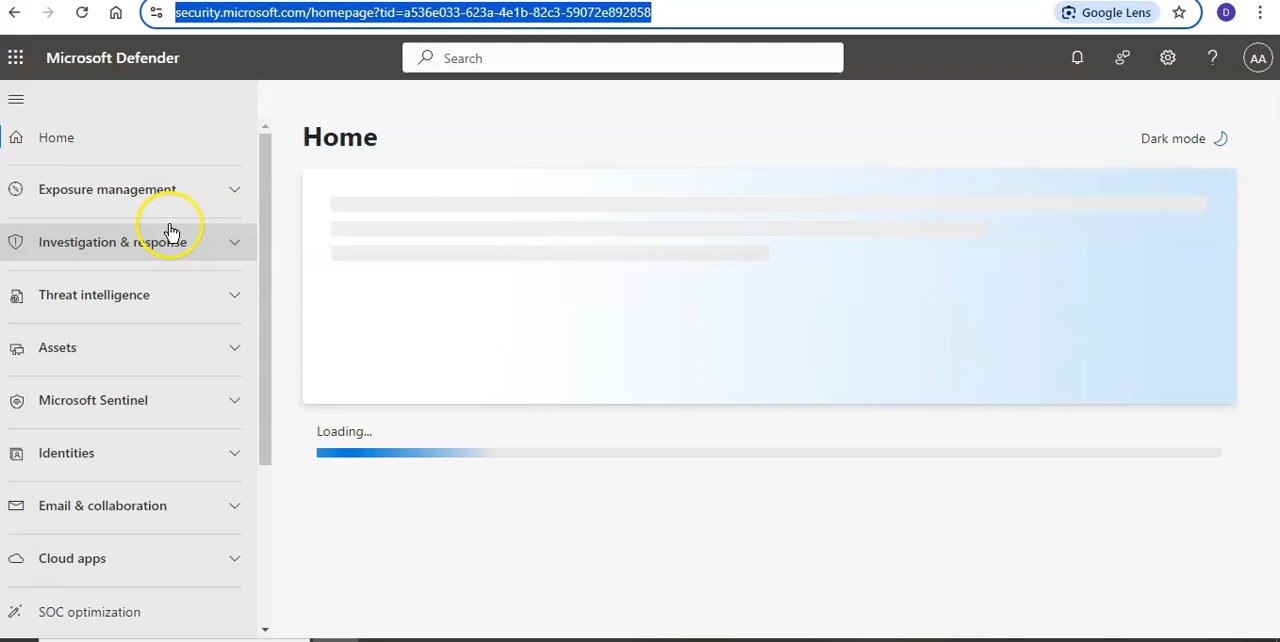 security.microsoft.com/homepage?tid=a536e033-623a-4e1b-82c3-59072e892858
Google Lens
D
Microsoft Defender
Search
AA
Home
Exposure management
Investigation & response
Threat intelligence
Assets
Microsoft Sentinel
Identities
Email & collaboration
Cloud apps
SOC optimization
Home
Dark mode
Loading...